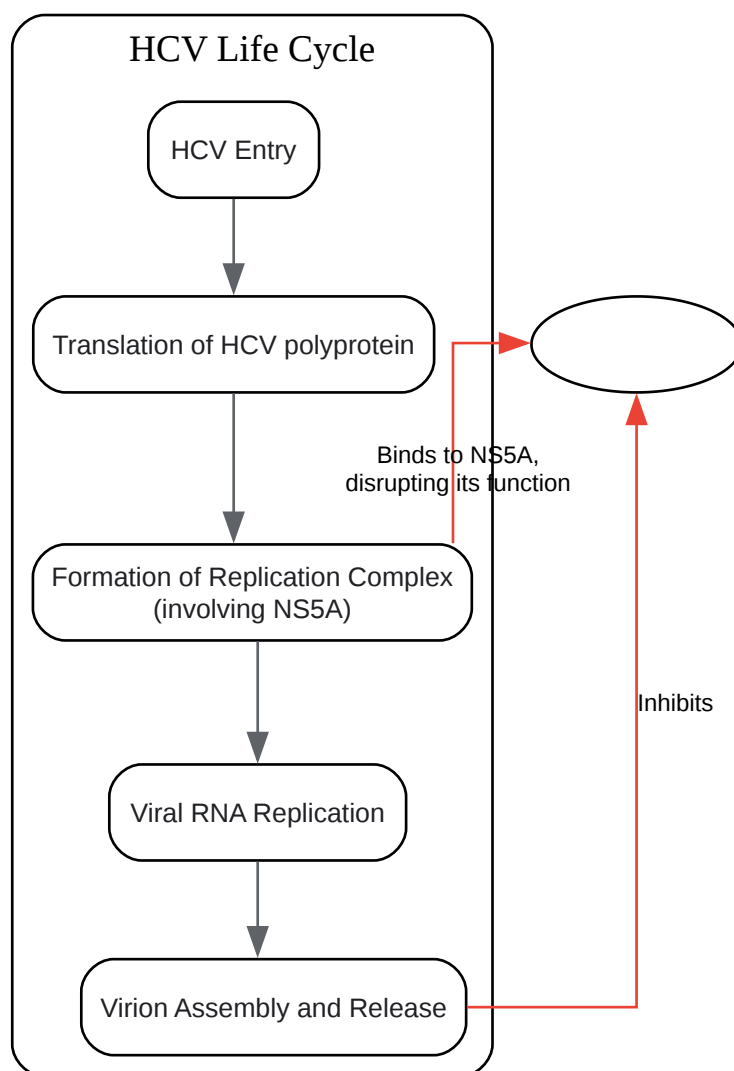 HCV Life Cycle
HCV Entry
Translation of HCV polyprotein
Binds to NS5A,
disrupting its function
Formation of Replication Complex
(involving NS5A)
Inhibits
Viral RNA Replication
Virion Assembly and Release